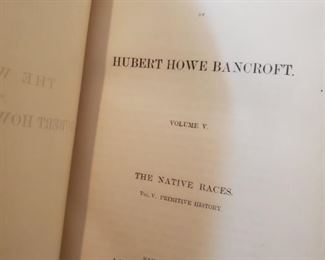 HUBERT HOWE BANCROFT.
VOLUME V.
THE NATIVE RACES.
VOL. V. PRIMITIVE HISTORY